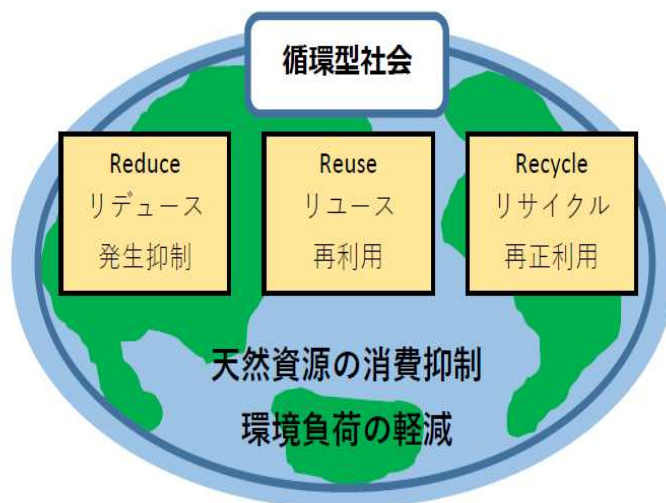 循環型社会
Reduce
リデュース
発生抑制
Reuse
リユース
再利用
Recycle
リサイクル
再正利用
天然資源の消費抑制
環境負荷の軽減